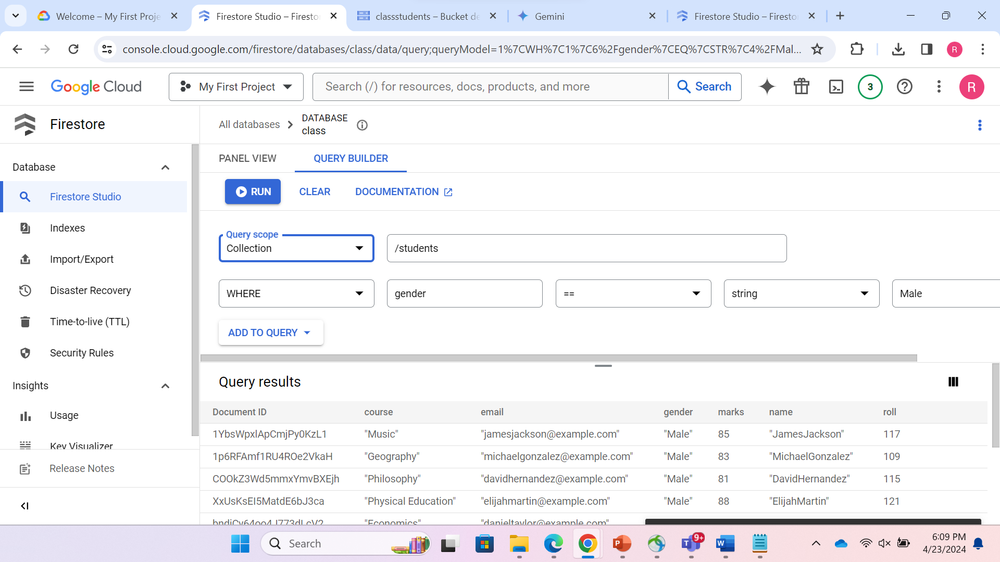 Welcome – My First Proje
Firestore Studio – Firesto
classstudents – Bucket de
Gemini
Firestore Studio – Firesto
console.cloud.google.com/firestore/databases/class/data/query;queryModel=1%7CWH%7C1%7C6%2Fgender%7CEQ%7CSTR%7C4%2FMal...
R
Google Cloud
My First Project
Search (/) for resources, docs, products, and more
Search
3
R
Firestore
All databases
DATABASE
class
PANEL VIEW
QUERY BUILDER
Database
Firestore Studio
Indexes
Import/Export
Disaster Recovery
Time-to-live (TTL)
Security Rules
Insights
Usage
Key Visualizer
Release Notes
RUN
CLEAR
DOCUMENTATION
Query scope
Collection
/students
WHERE
gender
==
string
Male
ADD TO QUERY
Query results
Document ID course email gender marks name roll
1YbsWpxlApCmjPy0KzL1 "Music" "jamesjackson@example.com" "Male" 85 "JamesJackson" 117
1p6RFAmf1RU4ROe2VkaH "Geography" "michaelgonzalez@example.com" "Male" 83 "MichaelGonzalez" 109
COOkZ3Wd5mmxYmvBXEjh "Philosophy" "davidhernandez@example.com" "Male" 81 "DavidHernandez" 115
XxUsKsEI5MatdE6bJ3ca "Physical Education" "elijahmartin@example.com" "Male" 88 "ElijahMartin" 121
"Economics" "danieltaylor@example.com"
Search
9+
6:09 PM
4/23/2024